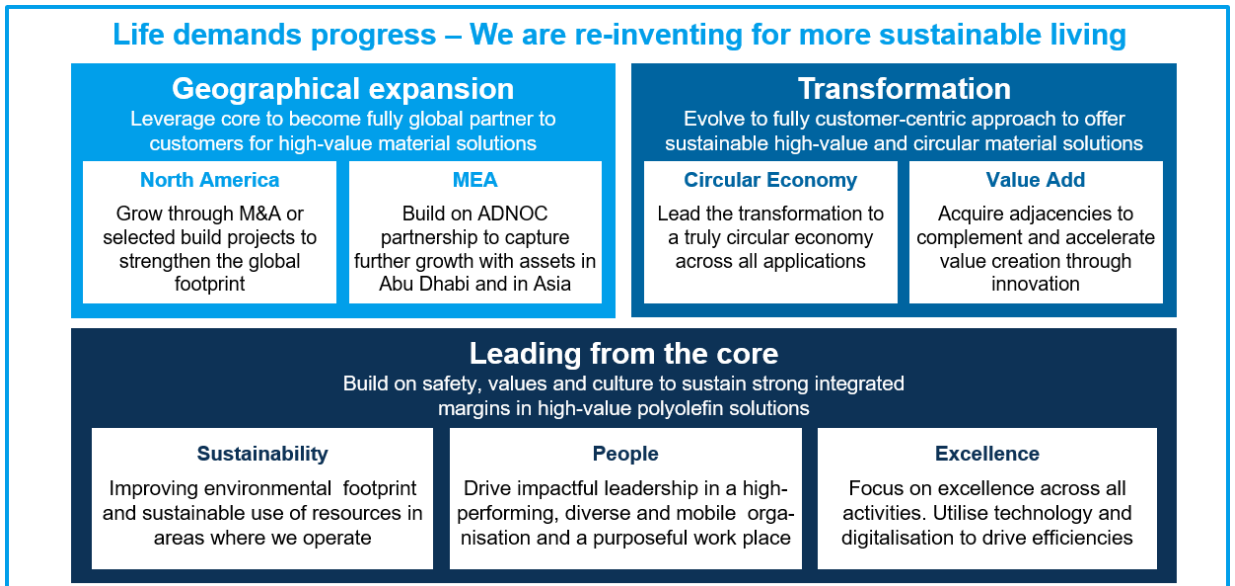 Life demands progress – We are re-inventing for more sustainable living
Geographical expansion
Leverage core to become fully global partner to
customers for high-value material solutions
North America
Grow through M&A or
selected build projects to
strengthen the global
footprint
MEA
Build on ADNOC
partnership to capture
further growth with assets in
Abu Dhabi and in Asia
Transformation
Evolve to fully customer-centric approach to offer
sustainable high-value and circular material solutions
Circular Economy
Lead the transformation to
a truly circular economy
across all applications
Value Add
Acquire adjacencies to
complement and accelerate
value creation through
innovation
Leading from the core
Build on safety, values and culture to sustain strong integrated
margins in high-value polyolefin solutions
Sustainability
Improving environmental footprint
and sustainable use of resources in
areas where we operate
People
Drive impactful leadership in a high-
performing, diverse and mobile orga-
nisation and a purposeful work place
Excellence
Focus on excellence across all
activities. Utilise technology and
digitalisation to drive efficiencies